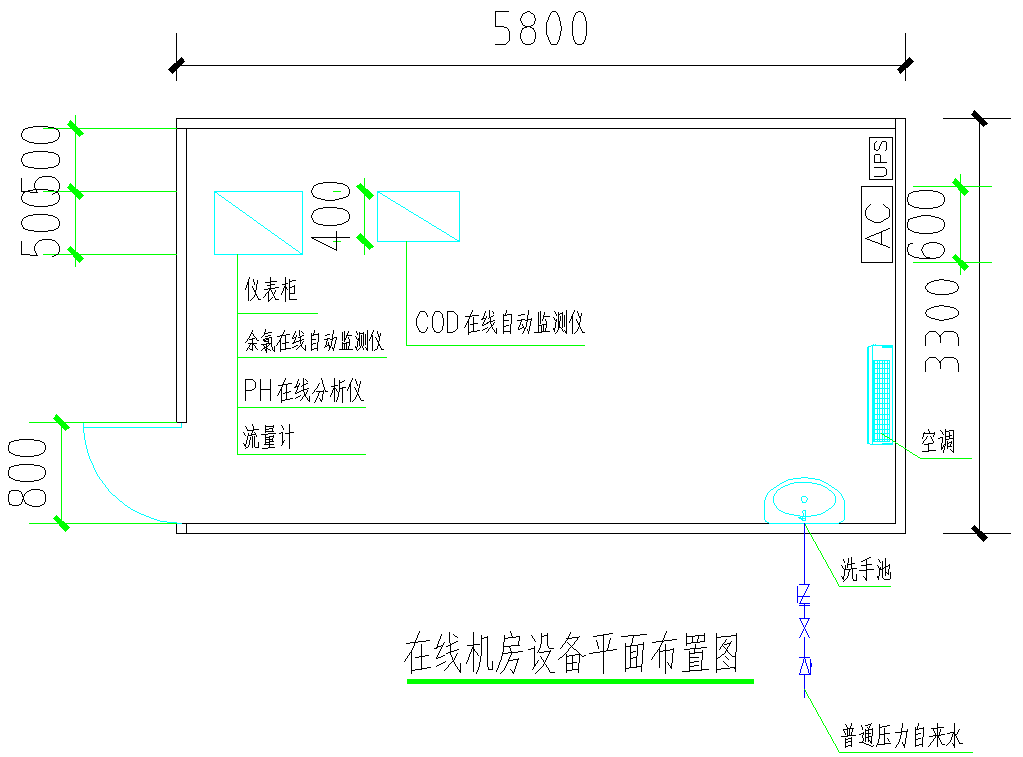 5800
500
500
400
UPS
AC
600
3300
仪表柜
COD在线自动监测仪
余氯在线自动监测仪
PH在线分析仪
流量计
空调
800
洗手池
在线机房设备平面布置图
普通压力自来水